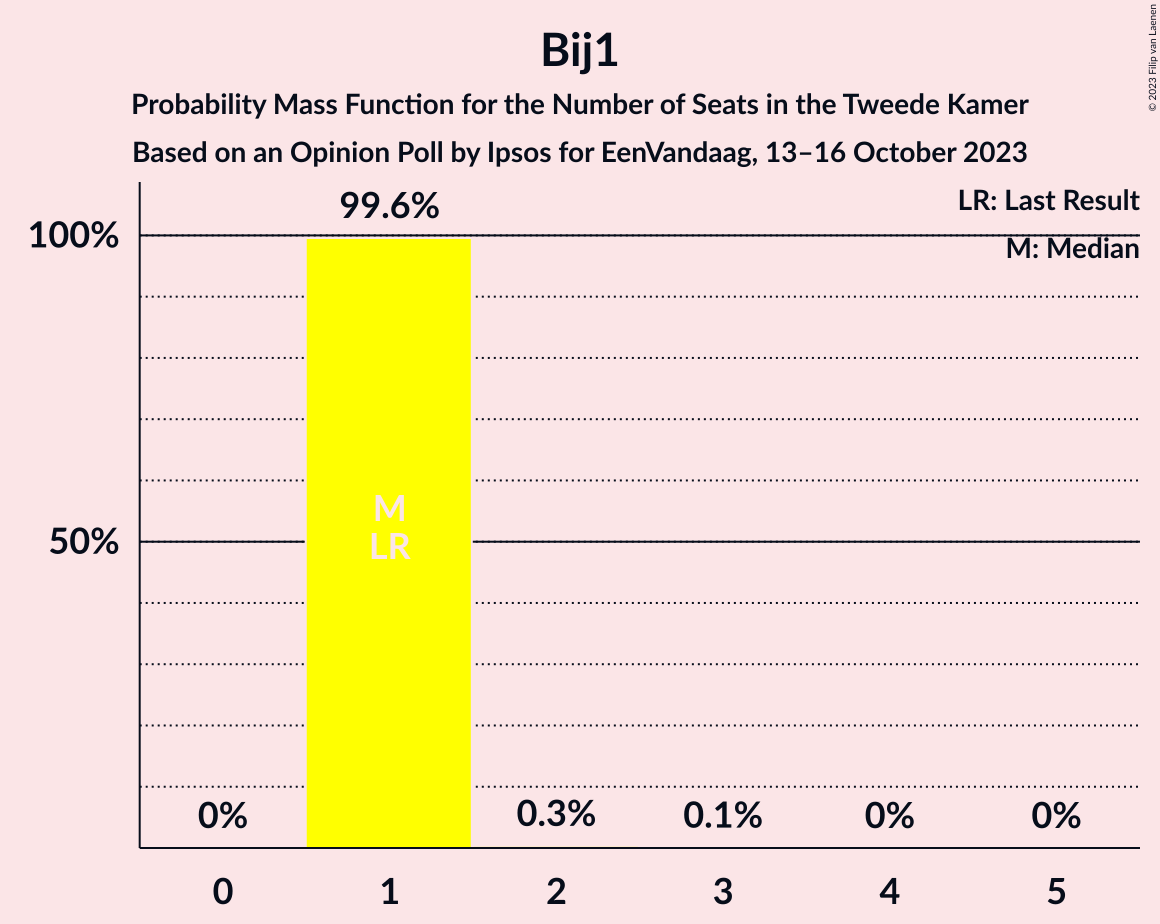 Bij1
Probability Mass Function for the Number of Seats in the Tweede Kamer
Based on an Opinion Poll by Ipsos for EenVandaag, 13–16 October 2023
© 2023 Filip van Laenen
LR: Last Result
M: Median
99.6%
100%
M
LR
50%
0%
0.3%
0.1%
0%
0%
0
1
2
3
4
5